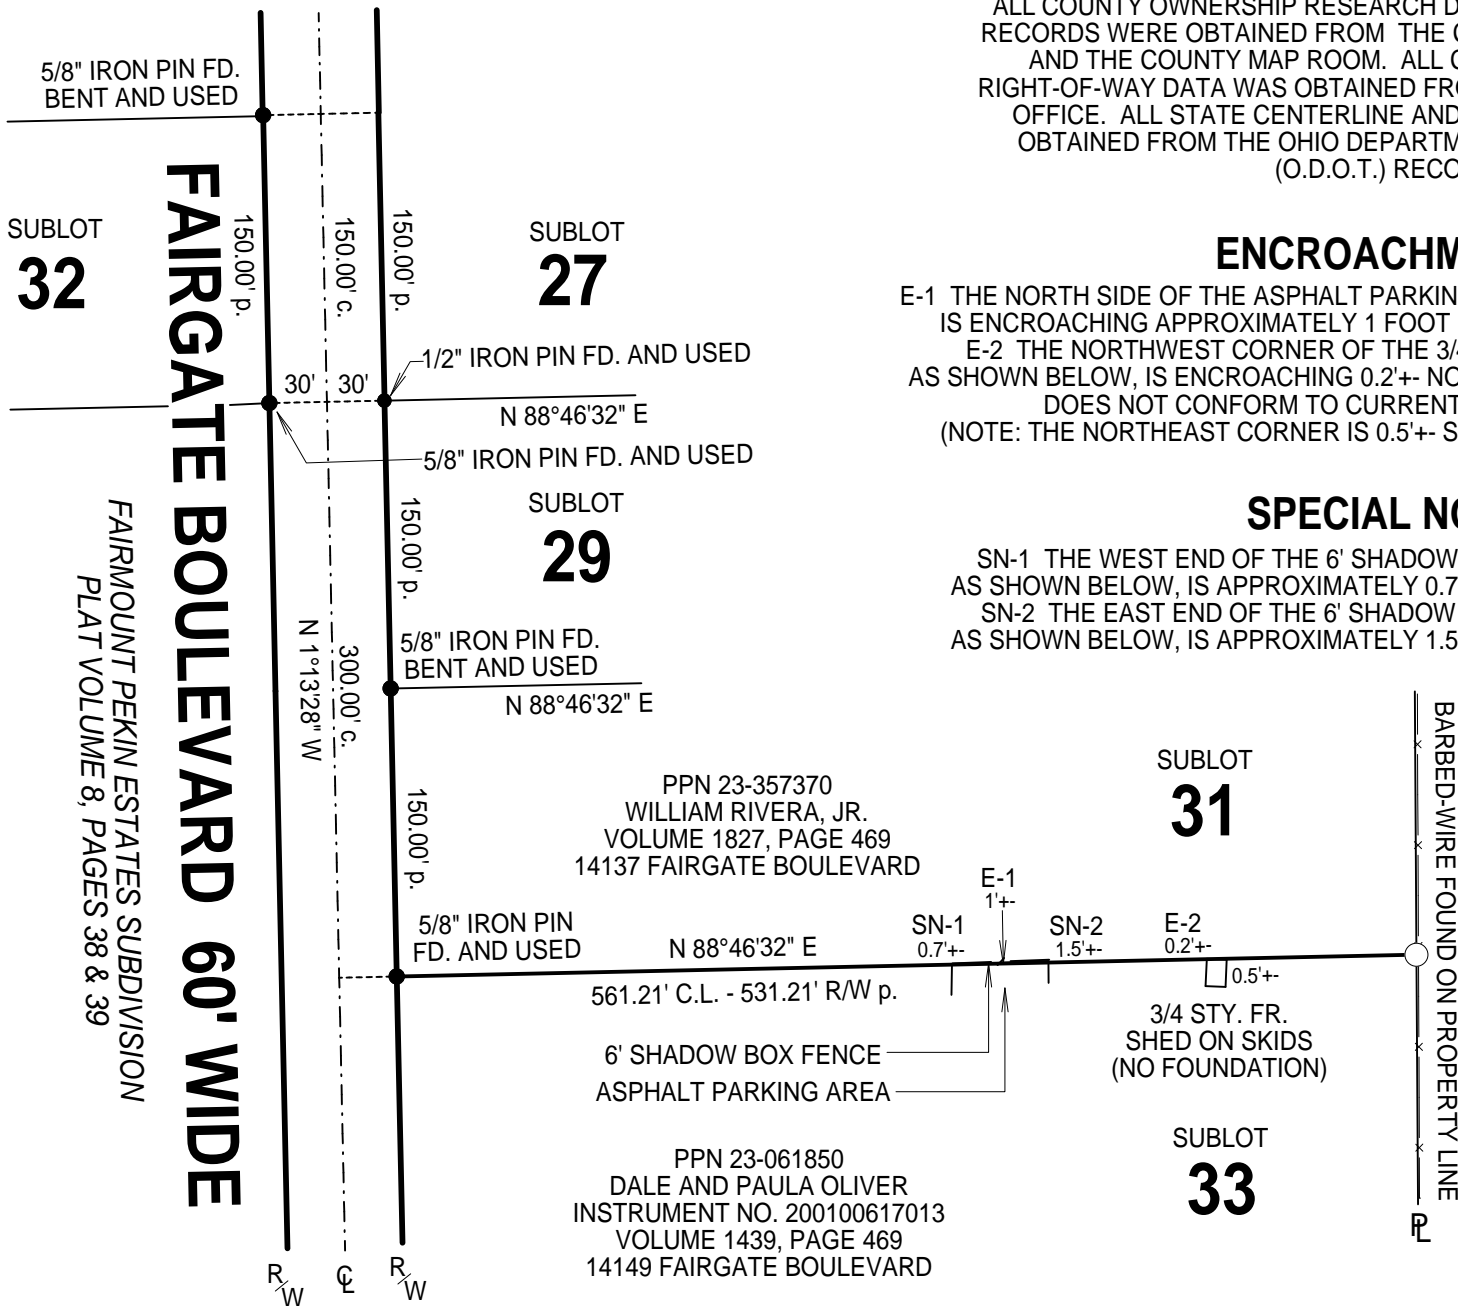 ALL COUNTY OWNERSHIP RESEARCH
RECORDS WERE OBTAINED FROM THE
AND THE COUNTY MAP ROOM. ALL
RIGHT-OF-WAY DATA WAS OBTAINED
OFFICE. ALL STATE CENTERLINE AND
OBTAINED FROM THE OHIO DEPARTM
(O.D.O.T.) RECO
5/8" IRON PIN FD.
BENT AND USED
SUBLOT
32
FAIRGATE BOULEVARD 60' WIDE
FAIRMOUNT PEKIN ESTATES SUBDIVISION
PLAT VOLUME 8, PAGES 38 & 39
150.00' p.
150.00' c.
150.00' p.
SUBLOT
27
ENCROACHM
E-1 THE NORTH SIDE OF THE ASPHALT PARKIN
IS ENCROACHING APPROXIMATELY 1 FOOT
E-2 THE NORTHWEST CORNER OF THE 3/4
AS SHOWN BELOW, IS ENCROACHING 0.2'+- NO
DOES NOT CONFORM TO CURRENT
(NOTE: THE NORTHEAST CORNER IS 0.5'+- S
1/2" IRON PIN FD. AND USED
30' 30'
N 88°46'32" E
5/8" IRON PIN FD. AND USED
SUBLOT
29
150.00' p.
SPECIAL NO
SN-1 THE WEST END OF THE 6' SHADOW
AS SHOWN BELOW, IS APPROXIMATELY 0.7
SN-2 THE EAST END OF THE 6' SHADOW
AS SHOWN BELOW, IS APPROXIMATELY 1.5
N 1°13'28" W
300.00' c.
5/8" IRON PIN FD.
BENT AND USED
N 88°46'32" E
150.00' p.
PPN 23-357370
WILLIAM RIVERA, JR.
VOLUME 1827, PAGE 469
14137 FAIRGATE BOULEVARD
SUBLOT
31
BARBED-WIRE FOUND ON PROPERTY LINE
5/8" IRON PIN
FD. AND USED
N 88°46'32" E
561.21' C.L. - 531.21' R/W p.
SN-1
0.7'+-
E-1
1'+-
SN-2
1.5'+-
E-2
0.2'+-
0.5'+-
3/4 STY. FR.
SHED ON SKIDS
(NO FOUNDATION)
6' SHADOW BOX FENCE
ASPHALT PARKING AREA
PPN 23-061850
DALE AND PAULA OLIVER
INSTRUMENT NO. 200100617013
VOLUME 1439, PAGE 469
14149 FAIRGATE BOULEVARD
SUBLOT
33
R/W
CL
R/W
PL